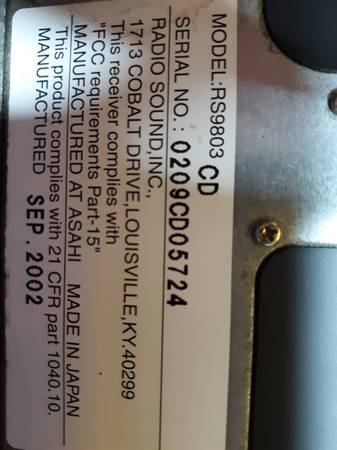 MODEL:RS9803 CD
SERIAL NO.: 0209CD05724
RADIO SOUND,INC.,
1713 COBALT DRIVE,LOUISVILLE,KY.40299
This receiver complies with
"FCC requirements Part-15"
MANUFACTURED AT ASAHI MADE IN JAPAN
This product complies with 21 CFR part 1040.10.
MANUFACTURED SEP.2002